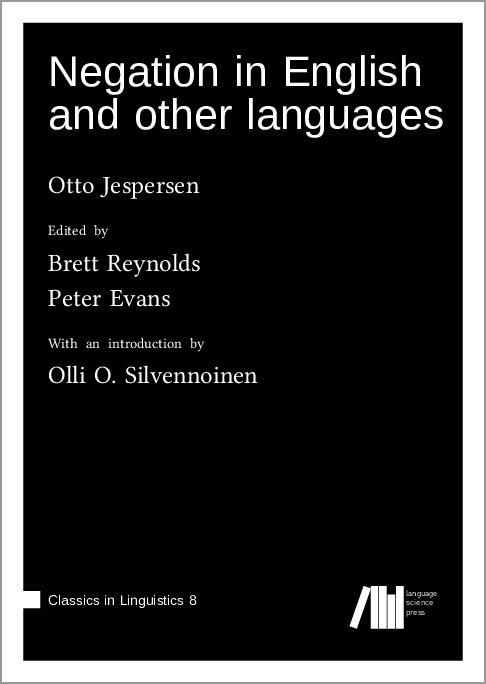 Negation in English
and other languages
Otto Jespersen
Edited by
Brett Reynolds
Peter Evans
With an introduction by
Olli O. Silvennoinen
Classics in Linguistics 8
language
science
press